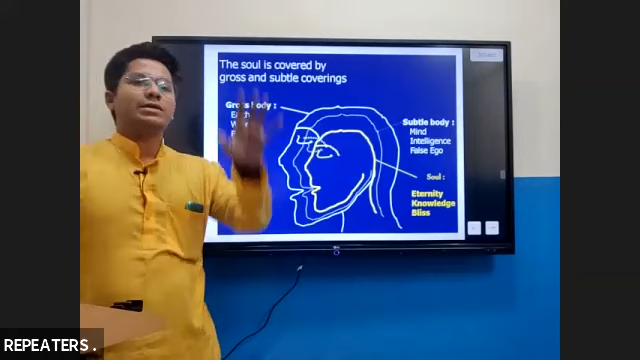 The soul is covered by
gross and subtle coverings
Gross body :
Subtle body :
Mind
Intelligence
False Ego
Soul :
Eternity
Knowledge
Bliss
REPEATERS.